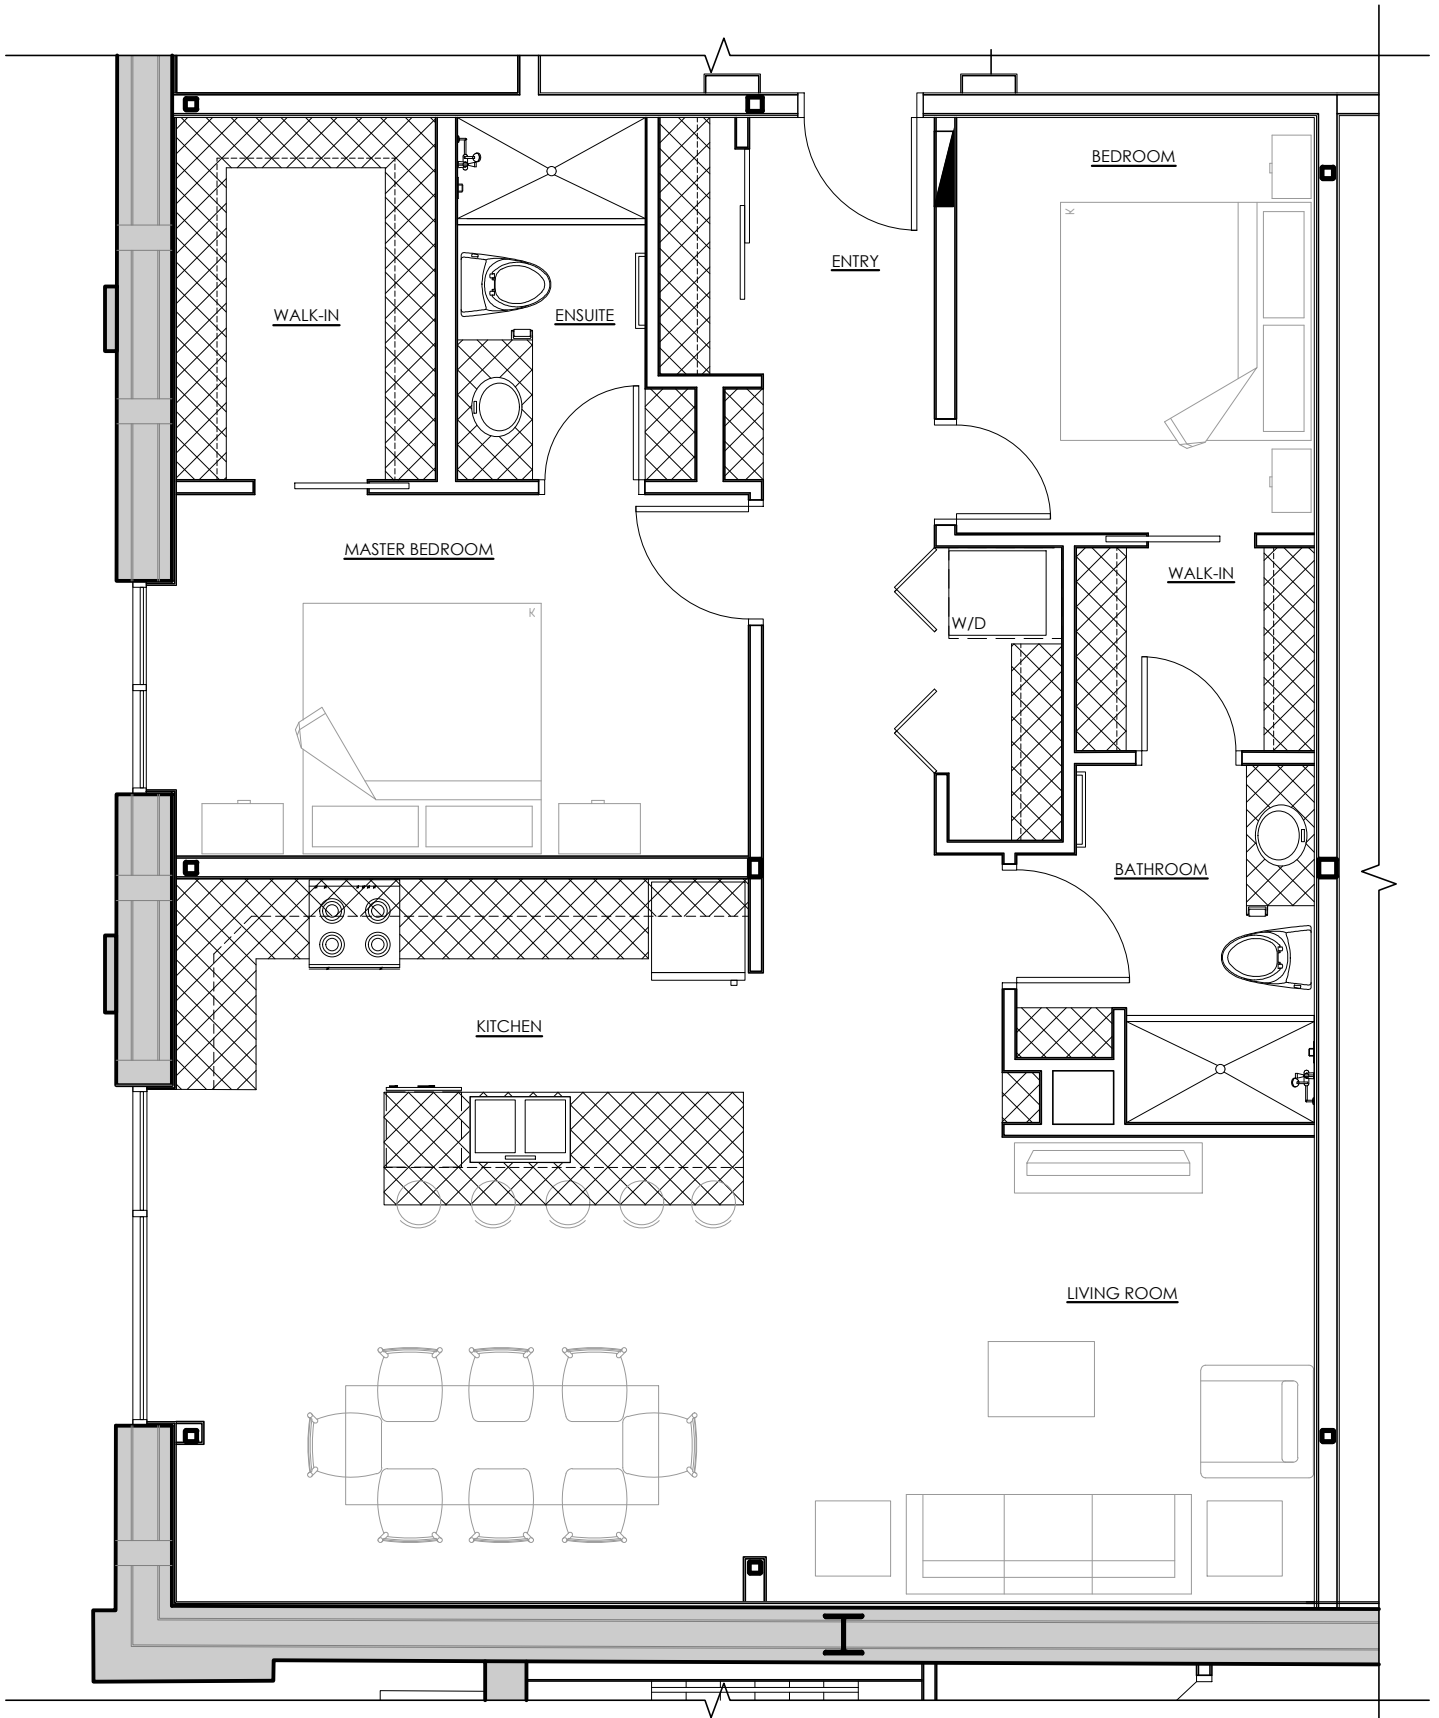 BEDROOM
ENTRY
WALK-IN
ENSUITE
MASTER BEDROOM
WALK-IN
K
K
W/D
BATHROOM
KITCHEN
LIVING ROOM